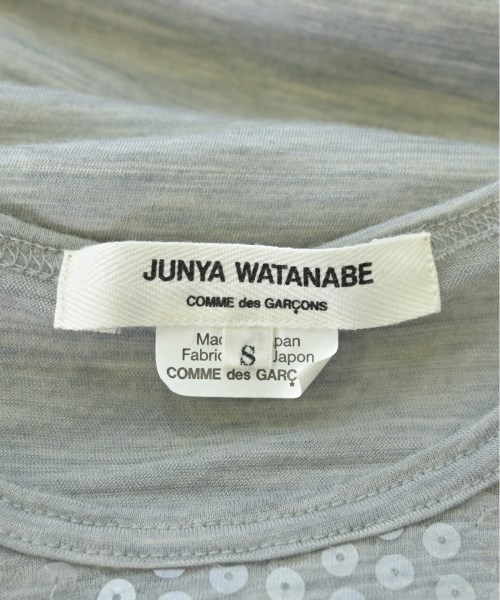 JUNYA WATANABE
COMME des GARÇONS
S
COMME des GARÇ